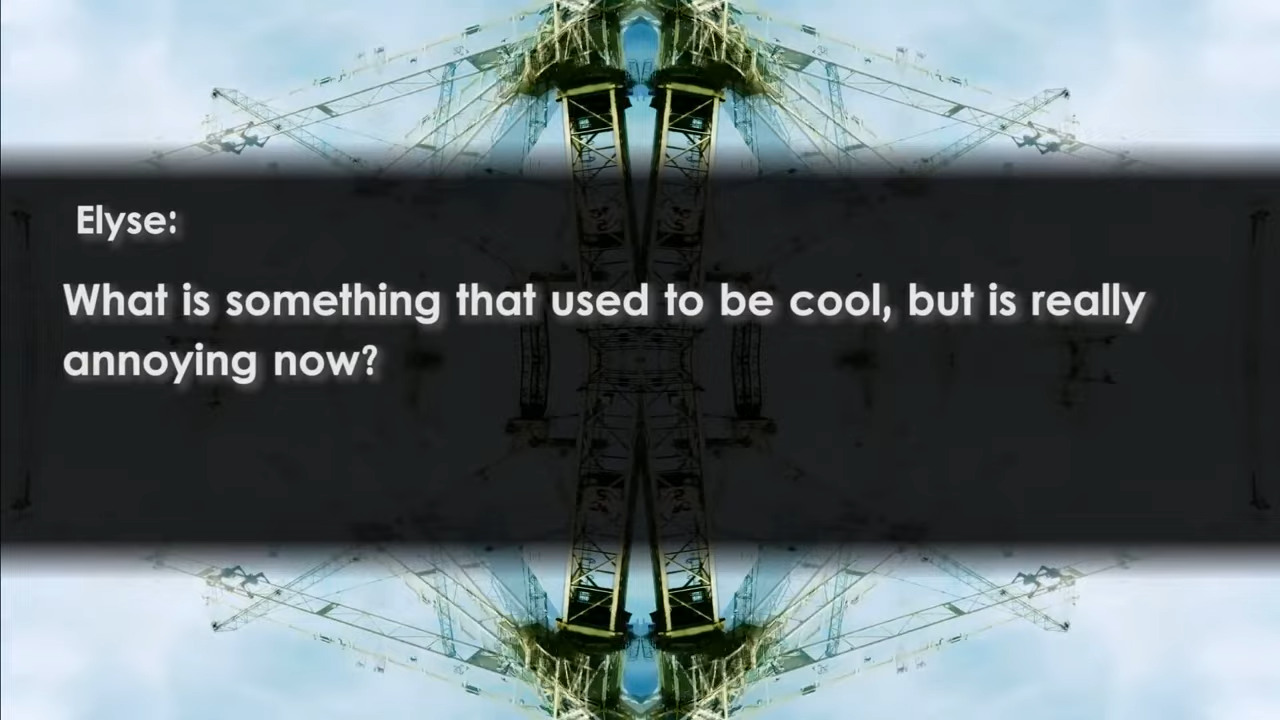 Elyse:
What is something that used to be cool, but is really
annoying now?